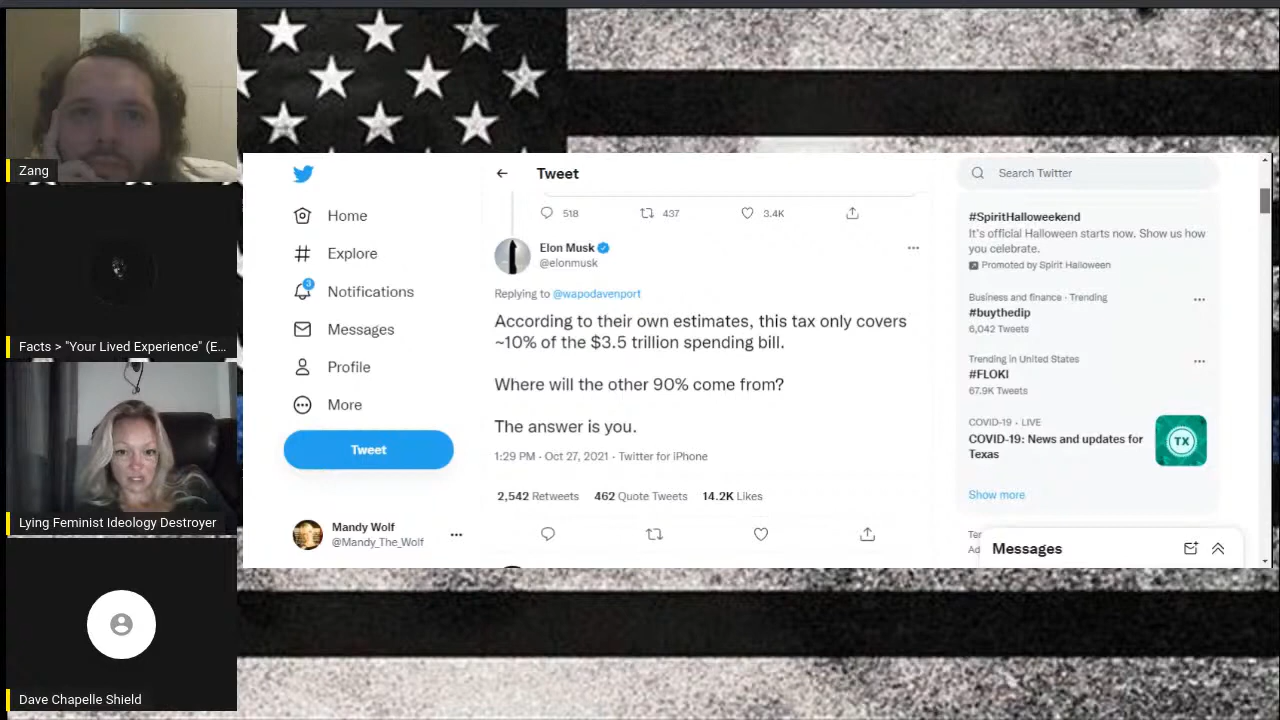 Zang
Facts > "Your Lived Experience" (E...
Lying Feminist Ideology Destroyer
Dave Chapelle Shield
Home
Explore
3
Notifications
Messages
Profile
More
Tweet
Mandy Wolf
@Mandy_The_Wolf
Tweet
518 437 3.4K
Elon Musk
@elonmusk
Replying to @wapodavenport
According to their own estimates, this tax only covers
~10% of the $3.5 trillion spending bill.
Where will the other 90% come from?
The answer is you.
1:29 PM · Oct 27, 2021 · Twitter for iPhone
2,542 Retweets 462 Quote Tweets 14.2K Likes
Search Twitter
#SpiritHalloweekend
It's official Halloween starts now. Show us how
you celebrate.
Promoted by Spirit Halloween
Business and finance · Trending
#buythedip
6,042 Tweets
Trending in United States
#FLOKI
67.9K Tweets
COVID-19 · LIVE
COVID-19: News and updates for
Texas
TX
Show more
Ter
Ad
Messages